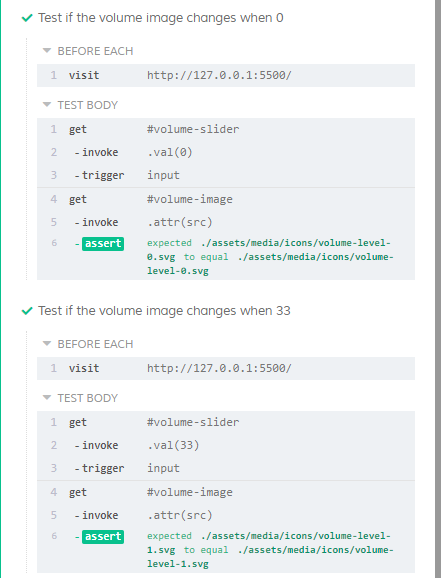 Test if the volume image changes when 0
BEFORE EACH
1 visit http://127.0.0.1:5500/
TEST BODY
1 get #volume-slider
2 - invoke .val(0)
3 - trigger input
4 get #volume-image
5 - invoke .attr(src)
6 - assert expected ./assets/media/icons/volume-level-
0.svg to equal ./assets/media/icons/volume-
level-0.svg
Test if the volume image changes when 33
BEFORE EACH
1 visit http://127.0.0.1:5500/
TEST BODY
1 get #volume-slider
2 - invoke .val(33)
3 - trigger input
4 get #volume-image
5 - invoke .attr(src)
6 - assert expected ./assets/media/icons/volume-level-
1.svg to equal ./assets/media/icons/volume-
level-1.svg